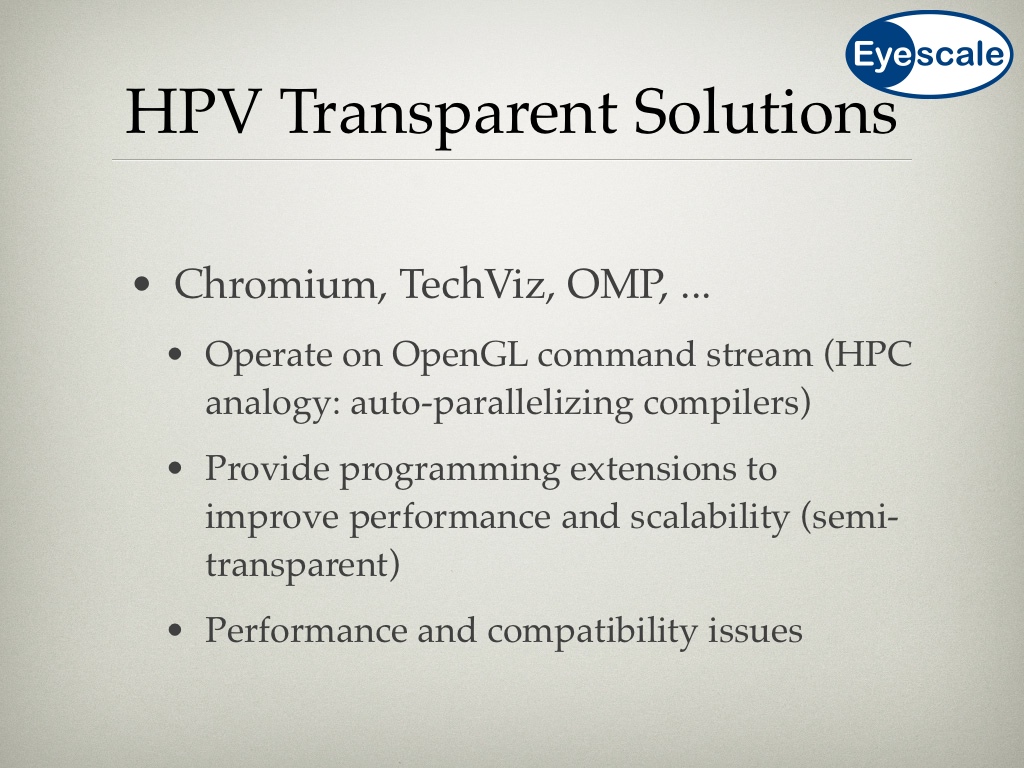 Eyescale
HPV Transparent Solutions
• Chromium, TechViz, OMP, ...
• Operate on OpenGL command stream (HPC
analogy: auto-parallelizing compilers)
• Provide programming extensions to
improve performance and scalability (semi-
transparent)
• Performance and compatibility issues